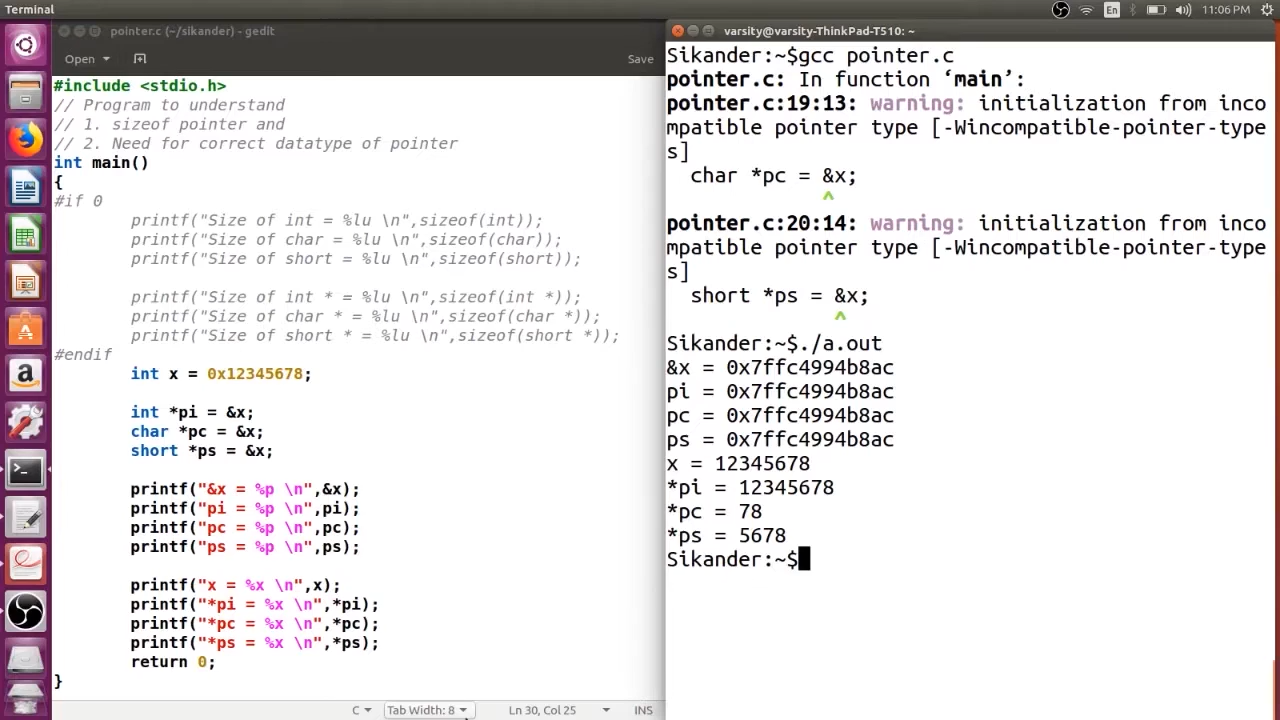 Terminal
En
11:06 PM
pointer.c (~/sikander) - gedit
Open
Save
#include <stdio.h>
// Program to understand
// 1. sizeof pointer and
// 2. Need for correct datatype of pointer
int main()
{
#if 0
printf("Size of int = %lu \n",sizeof(int));
printf("Size of char = %lu \n",sizeof(char));
printf("Size of short = %lu \n",sizeof(short));
printf("Size of int * = %lu \n",sizeof(int *));
printf("Size of char * = %lu \n",sizeof(char *));
printf("Size of short * = %lu \n",sizeof(short *));
#endif
int x = 0x12345678;
int *pi = &x;
char *pc = &x;
short *ps = &x;
printf("&x = %p \n",&x);
printf("pi = %p \n",pi);
printf("pc = %p \n",pc);
printf("ps = %p \n",ps);
printf("x = %x \n",x);
printf("*pi = %x \n",*pi);
printf("*pc = %x \n",*pc);
printf("*ps = %x \n",*ps);
return 0;
}
C
Tab Width: 8
Ln 30, Col 25
INS
varsity@varsity-ThinkPad-T510: ~
Sikander:~$gcc pointer.c
pointer.c: In function ‘main’:
pointer.c:19:13: warning: initialization from inco
mpatible pointer type [-Wincompatible-pointer-type
s]
char *pc = &x;
^
pointer.c:20:14: warning: initialization from inco
mpatible pointer type [-Wincompatible-pointer-type
s]
short *ps = &x;
^
Sikander:~$./a.out
&x = 0x7ffc4994b8ac
pi = 0x7ffc4994b8ac
pc = 0x7ffc4994b8ac
ps = 0x7ffc4994b8ac
x = 12345678
*pi = 12345678
*pc = 78
*ps = 5678
Sikander:~$